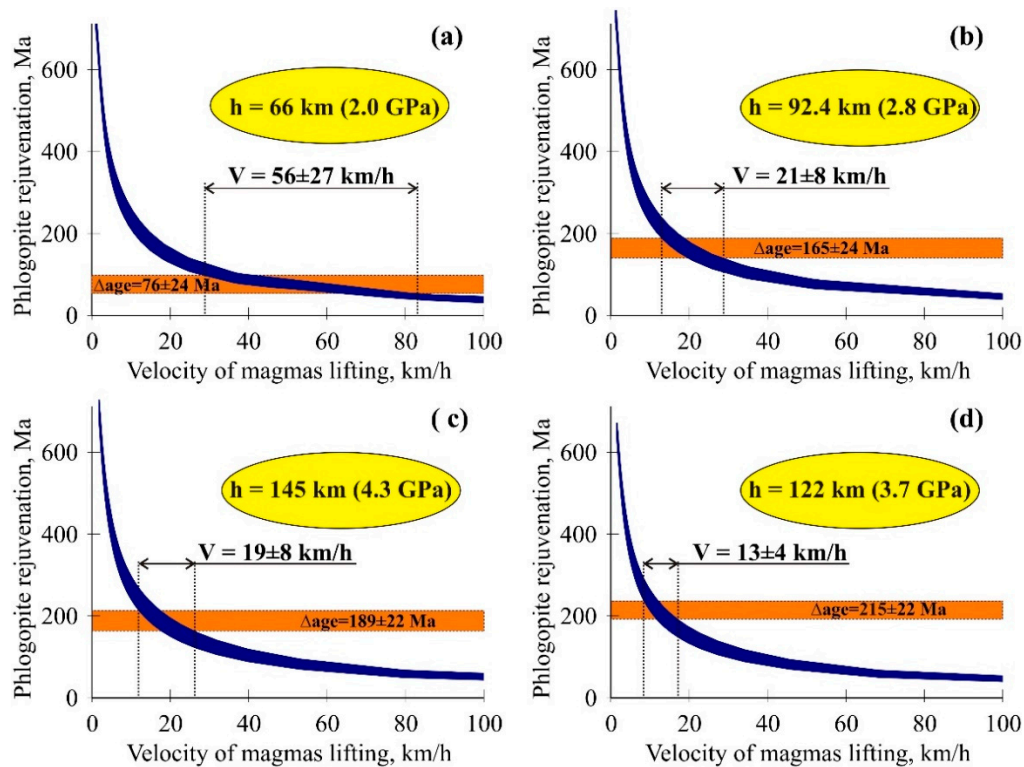 (a)
Phlogopite rejuvenation, Ma
600
400
200
0
h = 66 km (2.0 GPa)
V = 56±27 km/h
Δage=76±24 Ma
0 20 40 60 80 100
Velocity of magmas lifting, km/h
(b)
Phlogopite rejuvenation, Ma
600
400
200
0
h = 92.4 km (2.8 GPa)
V = 21±8 km/h
Δage=165±24 Ma
0 20 40 60 80 100
Velocity of magmas lifting, km/h
( c)
Phlogopite rejuvenation, Ma
600
400
200
0
h = 145 km (4.3 GPa)
V = 19±8 km/h
Δage=189±22 Ma
0 20 40 60 80 100
Velocity of magmas lifting, km/h
(d)
Phlogopite rejuvenation, Ma
600
400
200
0
h = 122 km (3.7 GPa)
V = 13±4 km/h
Δage=215±22 Ma
0 20 40 60 80 100
Velocity of magmas lifting, km/h